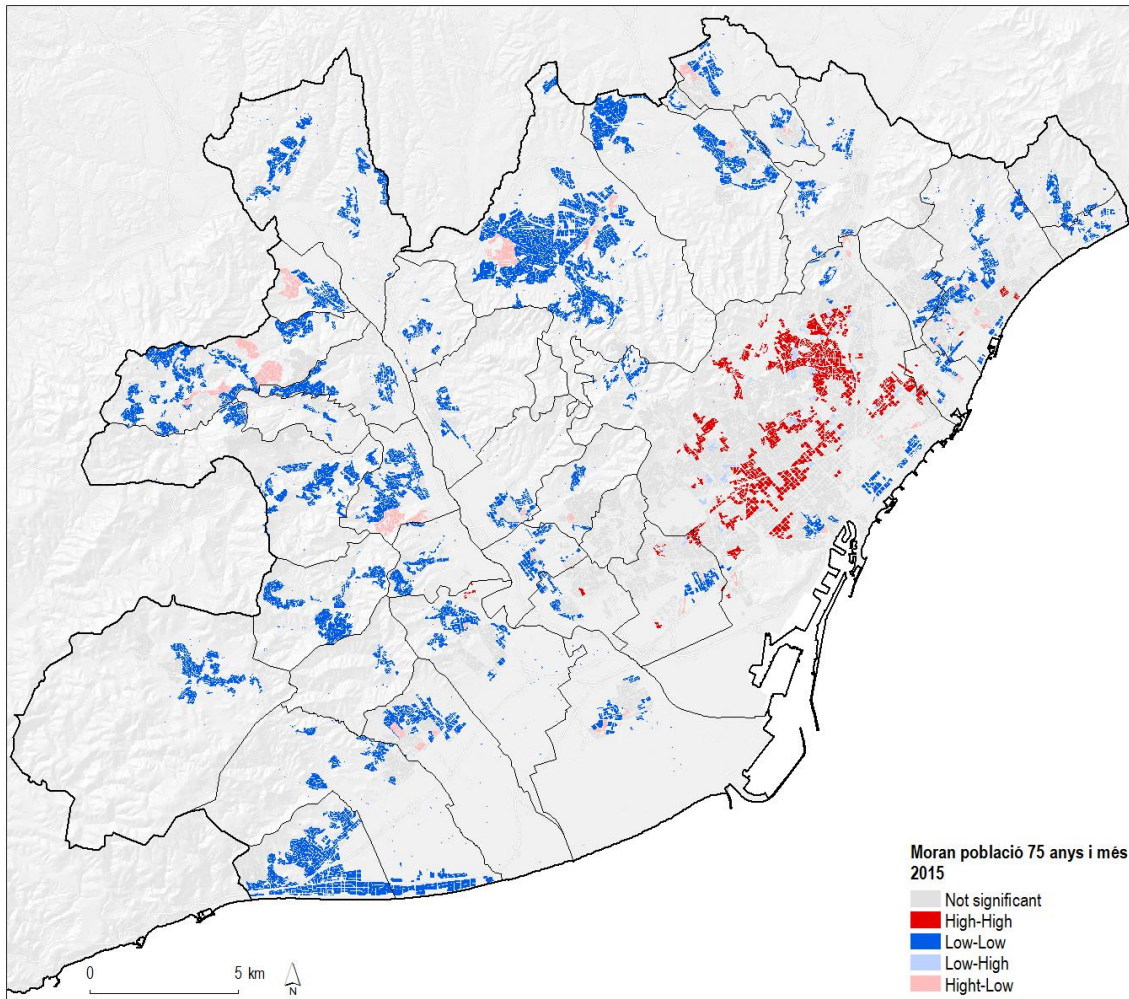 Moran població 75 anys i més
2015
Not significant
High-High
Low-Low
Low-High
Hight-Low
0 5 km
N